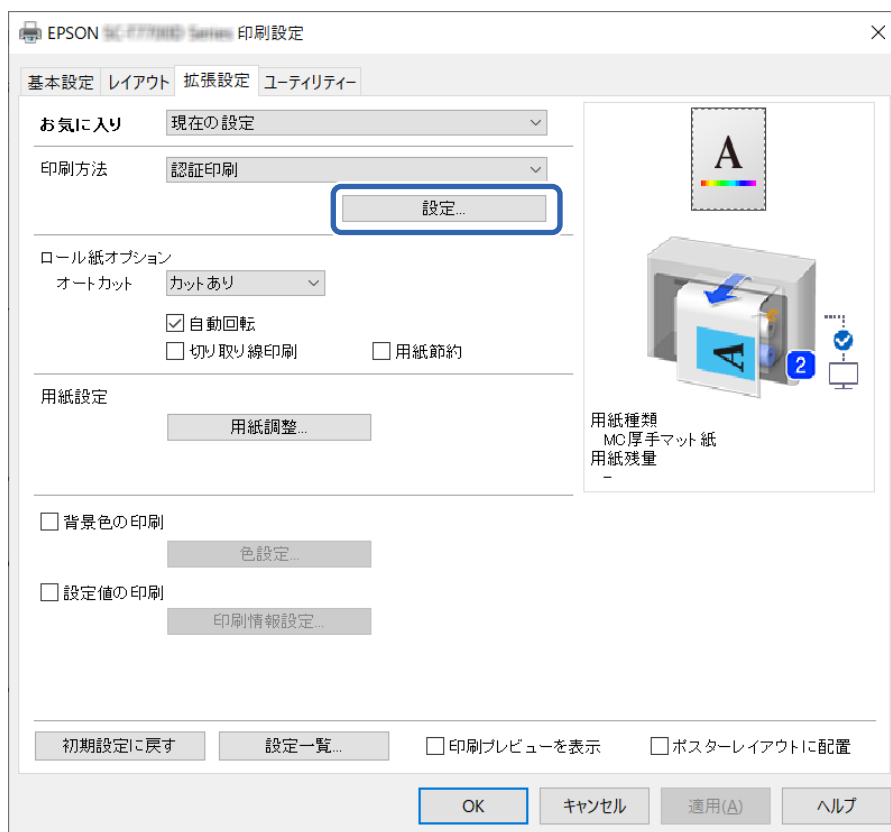 EPSON 印刷設定
基本設定 レイアウト 拡張設定 ユーティリティー
お気に入り 現在の設定
印刷方法 認証印刷
設定...
ロール紙オプション
オートカット カットあり
自動回転
切り取り線印刷 用紙節約
用紙設定
用紙調整...
背景色の印刷
色設定...
設定値の印刷
印刷情報設定...
A
A
2
用紙種類
MC厚手マット紙
用紙残量
-
初期設定に戻す 設定一覧... 印刷プレビューを表示 ポスターレイアウトに配置
OK キャンセル 適用(A) ヘルプ